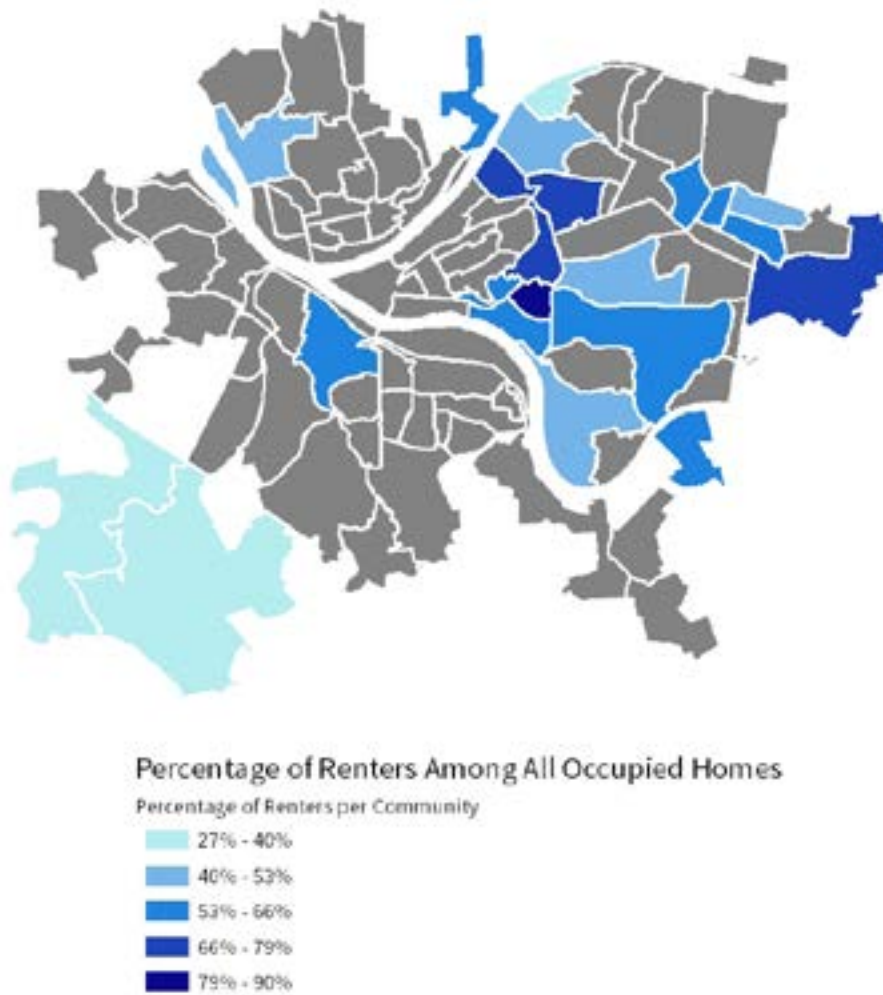 Percentage of Renters Among All Occupied Homes
Percentage of Renters per Community
27% - 40%
40% - 53%
53% - 66%
66% - 79%
79% - 90%